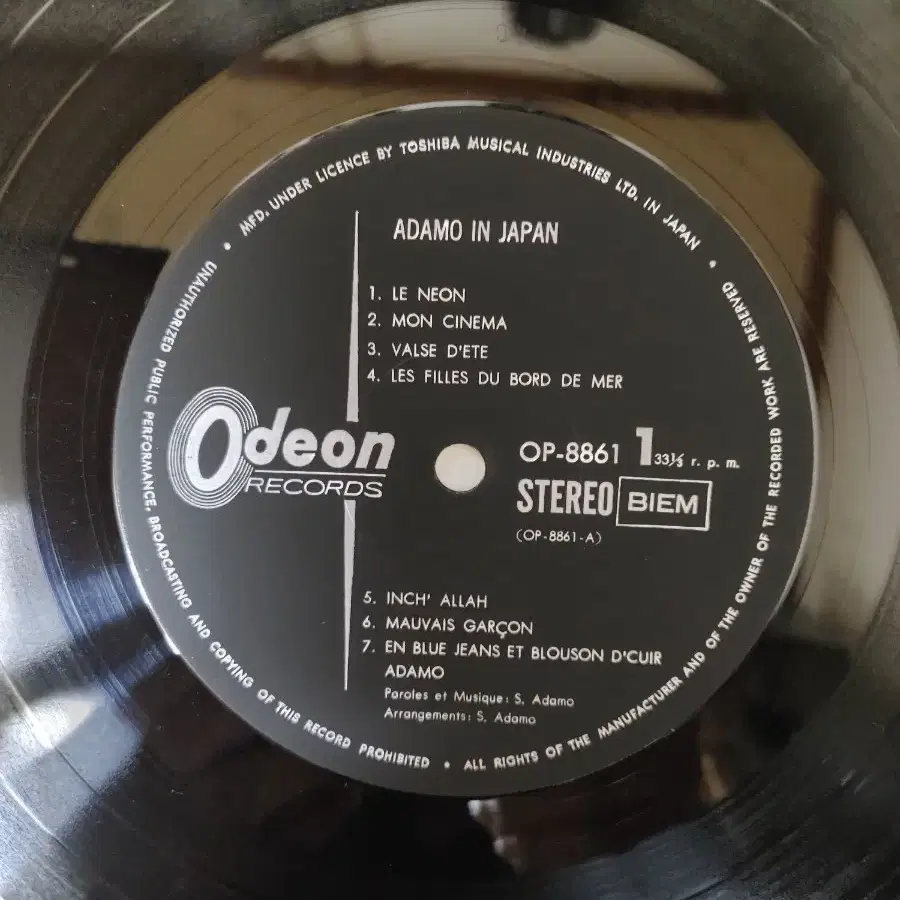 MFD. UNDER LICENCE BY TOSHIBA MUSICAL INDUSTRIES LTD. IN JAPAN •
ADAMO IN JAPAN
1. LE NEON
2. MON CINEMA
3. VALSE D'ETE
4. LES FILLES DU BORD DE MER
Odeon
RECORDS
OP-8861 1 33⅓ r. p. m.
STEREO BIEM
(OP-8861-A)
5. INCH' ALLAH
6. MAUVAIS GARÇON
7. EN BLUE JEANS ET BLOUSON D'CUIR
ADAMO
Paroles et Musique: S. Adamo
Arrangements: S. Adamo
ALL RIGHTS OF THE MANUFACTURER AND OF THE OWNER OF THE RECORDED WORK ARE RESERVED •
UNAUTHORIZED PUBLIC PERFORMANCE, BROADCASTING AND COPYING OF THIS RECORD PROHIBITED •